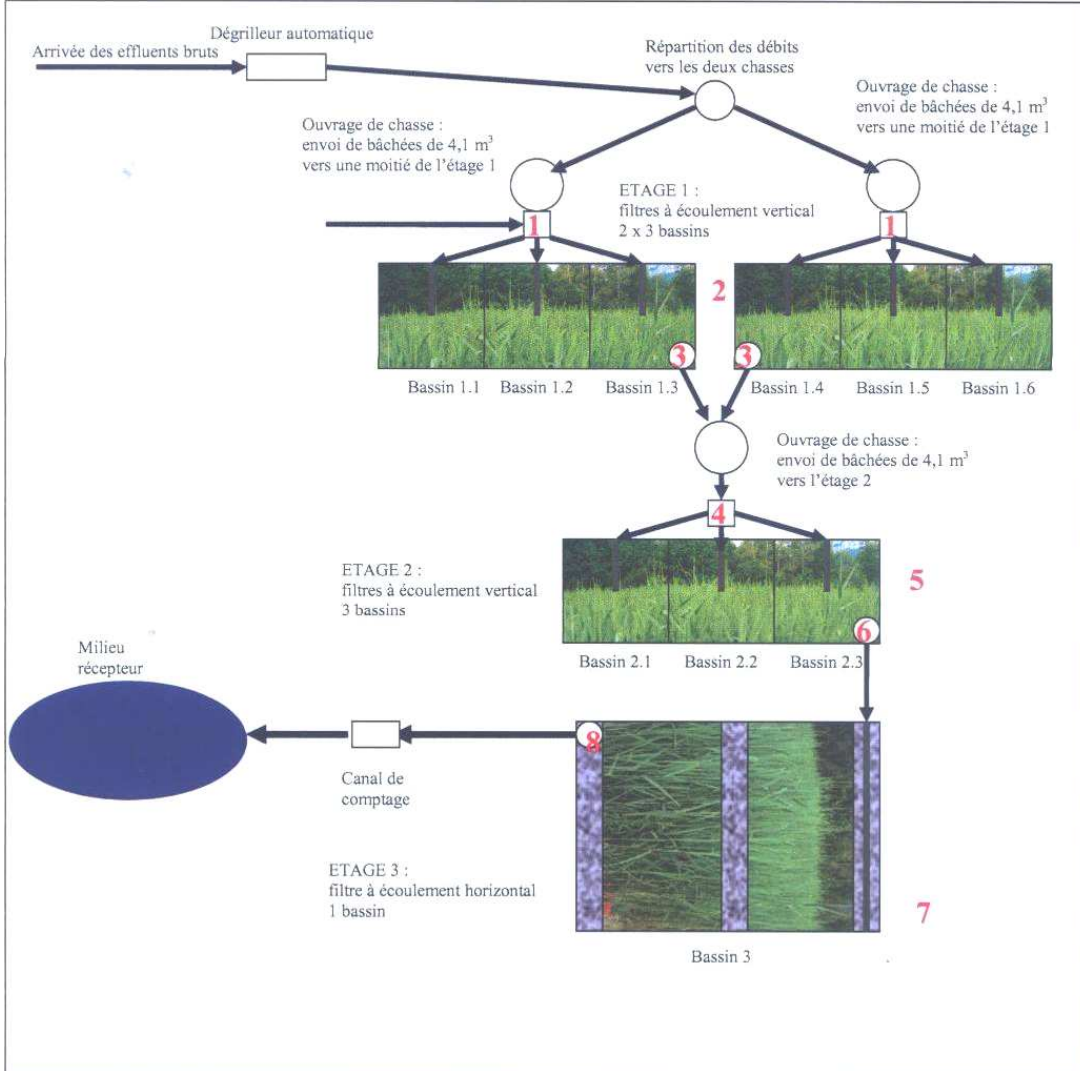 Dégrilleur automatique
Arrivée des effluents bruts
Répartition des débits
vers les deux chasses
Ouvrage de chasse :
envoi de bâchées de 4,1 m³
vers une moitié de l'étage 1
Ouvrage de chasse :
envoi de bâchées de 4,1 m³
vers une moitié de l'étage 1
ETAGE 1 :
filtres à écoulement vertical
2 x 3 bassins
1
1
2
3
3
Bassin 1.1
Bassin 1.2
Bassin 1.3
Bassin 1.4
Bassin 1.5
Bassin 1.6
Ouvrage de chasse :
envoi de bâchées de 4,1 m³
vers l'étage 2
4
ETAGE 2 :
filtres à écoulement vertical
3 bassins
5
6
Bassin 2.1
Bassin 2.2
Bassin 2.3
Milieu
récepteur
8
Canal de
comptage
ETAGE 3 :
filtre à écoulement horizontal
1 bassin
7
Bassin 3